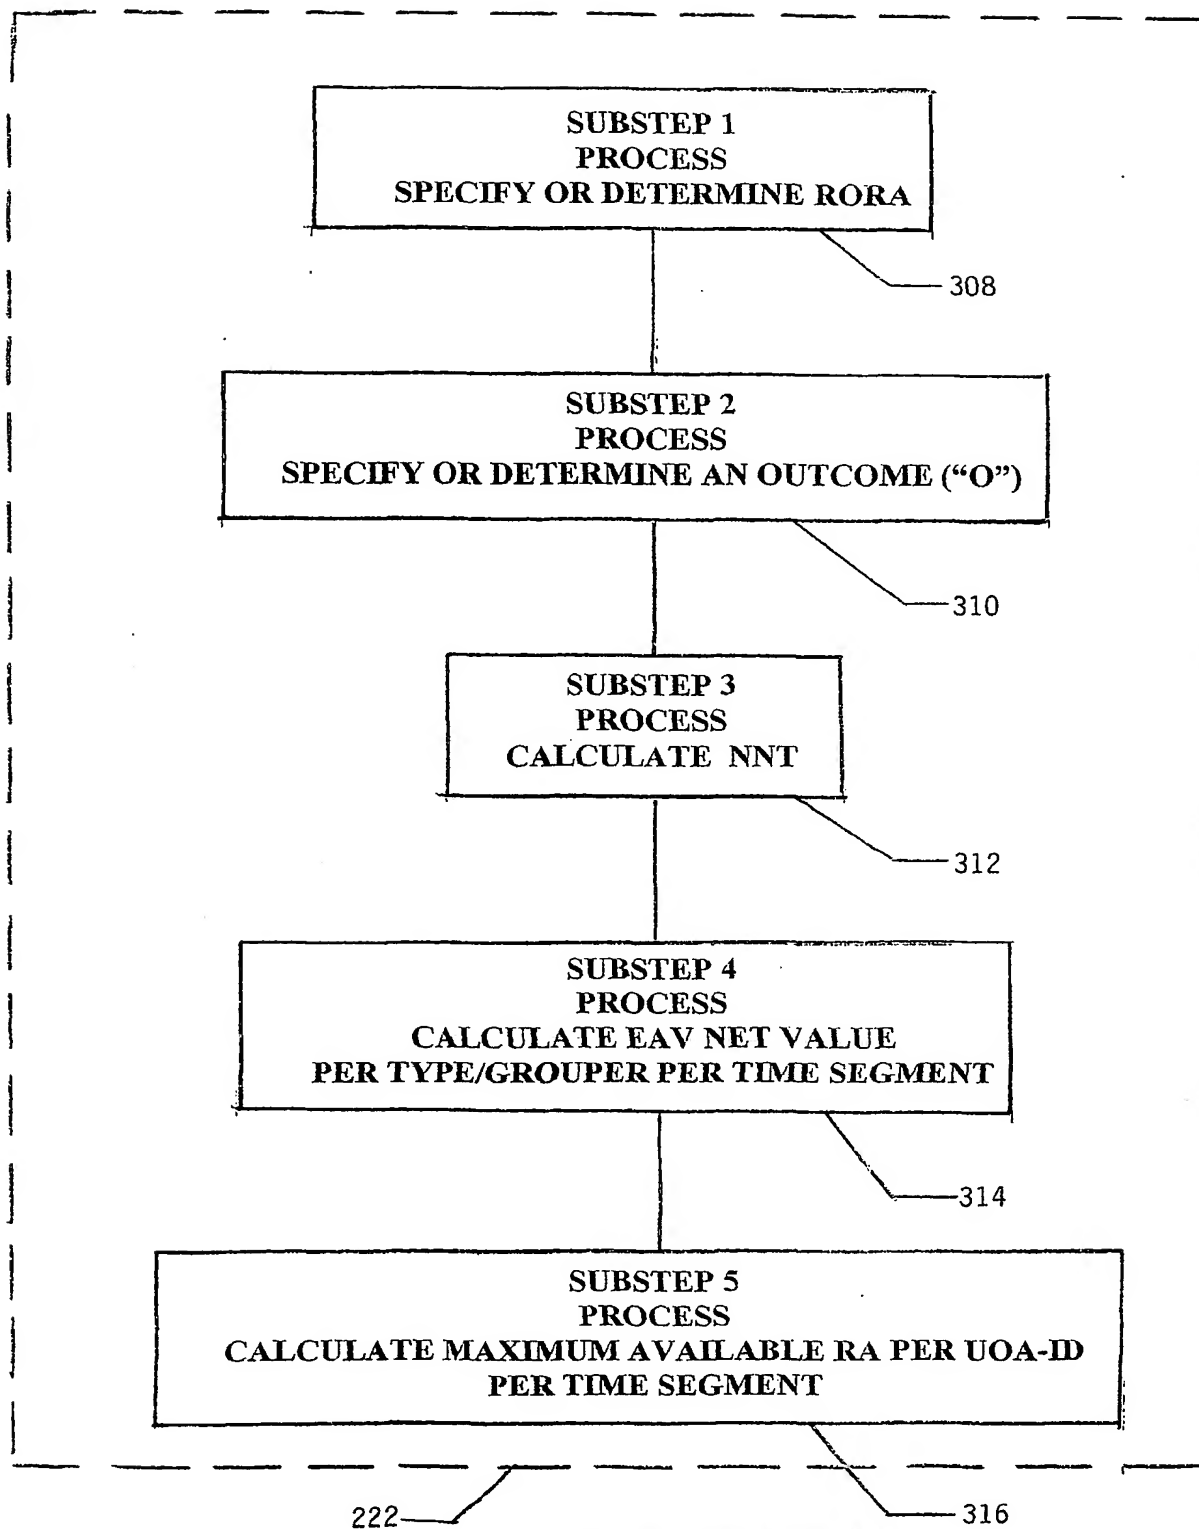 SUBSTEP 1
PROCESS
SPECIFY OR DETERMINE RORA
308
SUBSTEP 2
PROCESS
SPECIFY OR DETERMINE AN OUTCOME (“O”)
310
SUBSTEP 3
PROCESS
CALCULATE NNT
312
SUBSTEP 4
PROCESS
CALCULATE EAV NET VALUE
PER TYPE/GROUPER PER TIME SEGMENT
314
SUBSTEP 5
PROCESS
CALCULATE MAXIMUM AVAILABLE RA PER UOA-ID
PER TIME SEGMENT
222
316